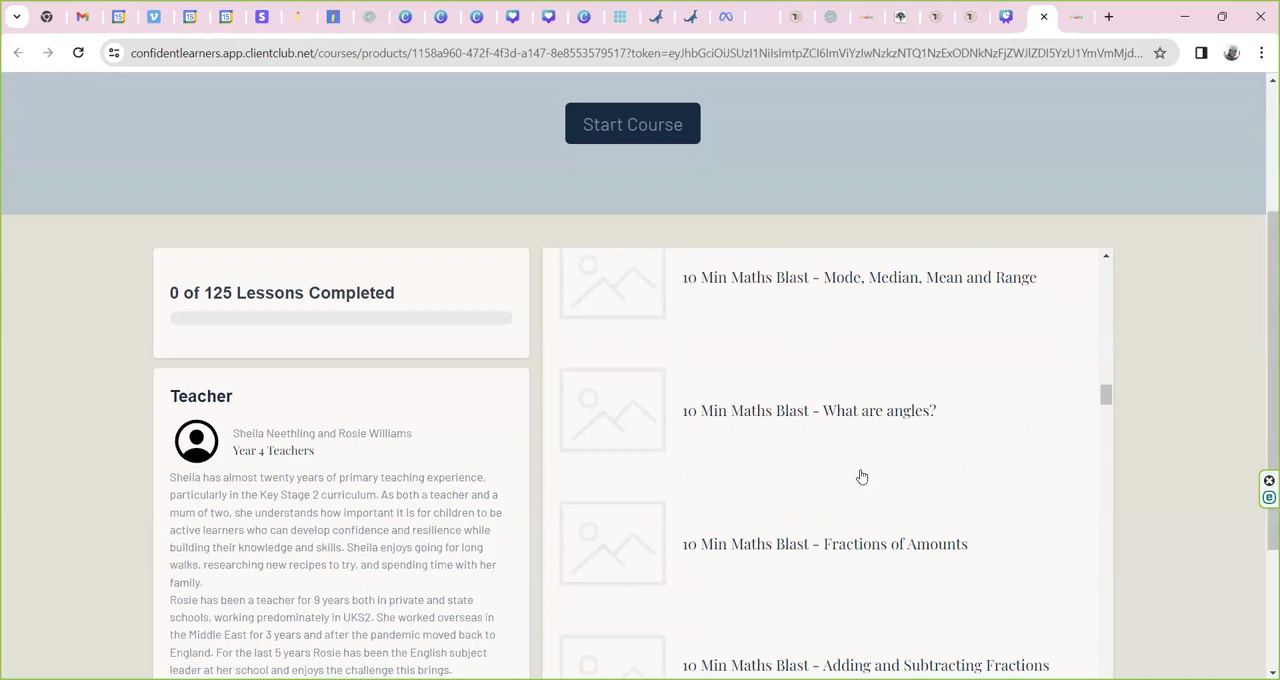 confidentlearners.app.clientclub.net/courses/products/1158a960-472f-4f3d-a147-8e8553579517?token=eyJhbGciOiJSUzI1NiIsImtpZCI6ImViYzIwNzkzNTQ1NzExODNkNzFjZWJlZDI5YzU1YmVmMjd...
Start Course
0 of 125 Lessons Completed
Teacher
Sheila Neethling and Rosie Williams
Year 4 Teachers
Sheila has almost twenty years of primary teaching experience,
particularly in the Key Stage 2 curriculum. As both a teacher and a
mum of two, she understands how important it is for children to be
active learners who can develop confidence and resilience while
building their knowledge and skills. Sheila enjoys going for long
walks, researching new recipes to try, and spending time with her
family.
Rosie has been a teacher for 9 years both in private and state
schools, working predominately in UKS2. She worked overseas in
the Middle East for 3 years and after the pandemic moved back to
England. For the last 5 years Rosie has been the English subject
leader at her school and enjoys the challenge this brings.
10 Min Maths Blast - Mode, Median, Mean and Range
10 Min Maths Blast - What are angles?
10 Min Maths Blast - Fractions of Amounts
10 Min Maths Blast - Adding and Subtracting Fractions